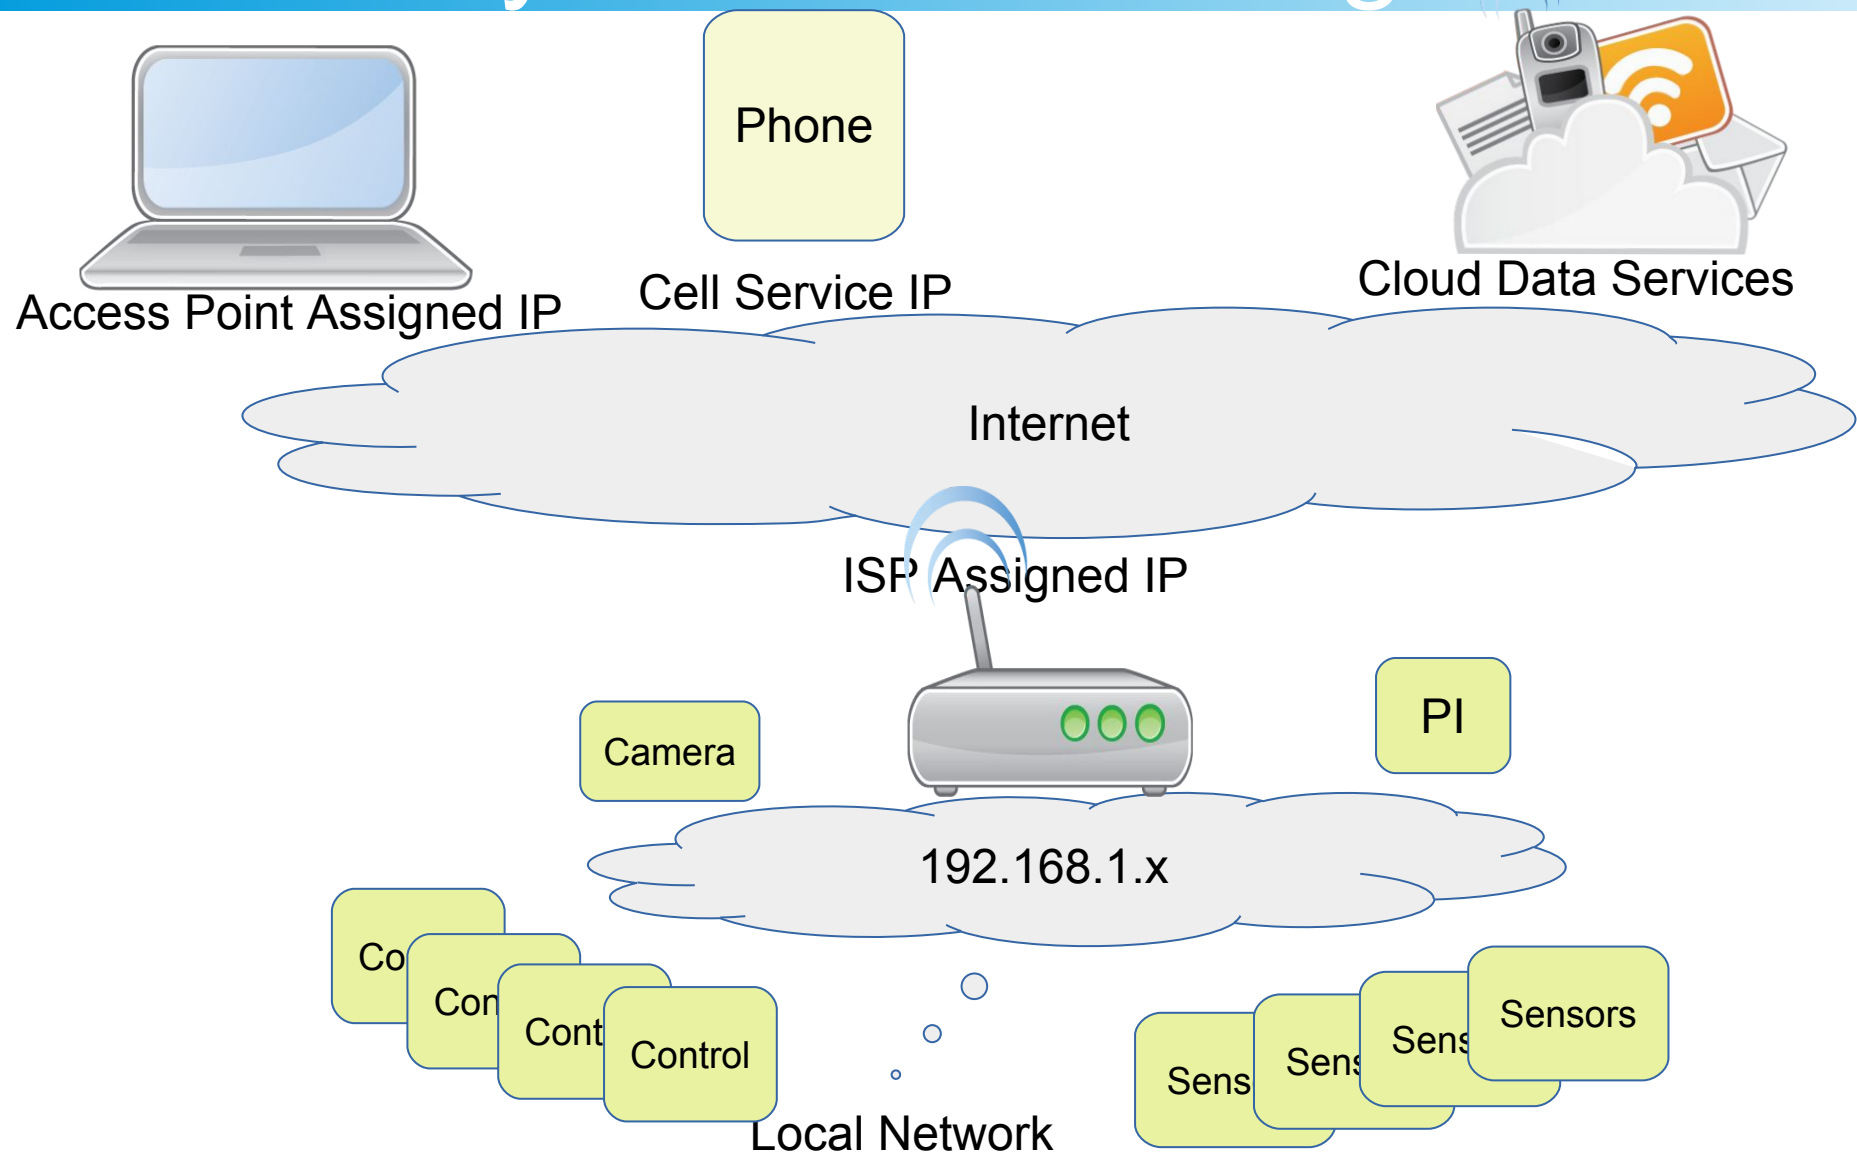 Phone
Access Point Assigned IP
Cell Service IP
Cloud Data Services
Internet
ISP Assigned IP
Camera
PI
192.168.1.x
Co
Con
Cont
Control
Sens
Sens
Sens
Sensors
Local Network